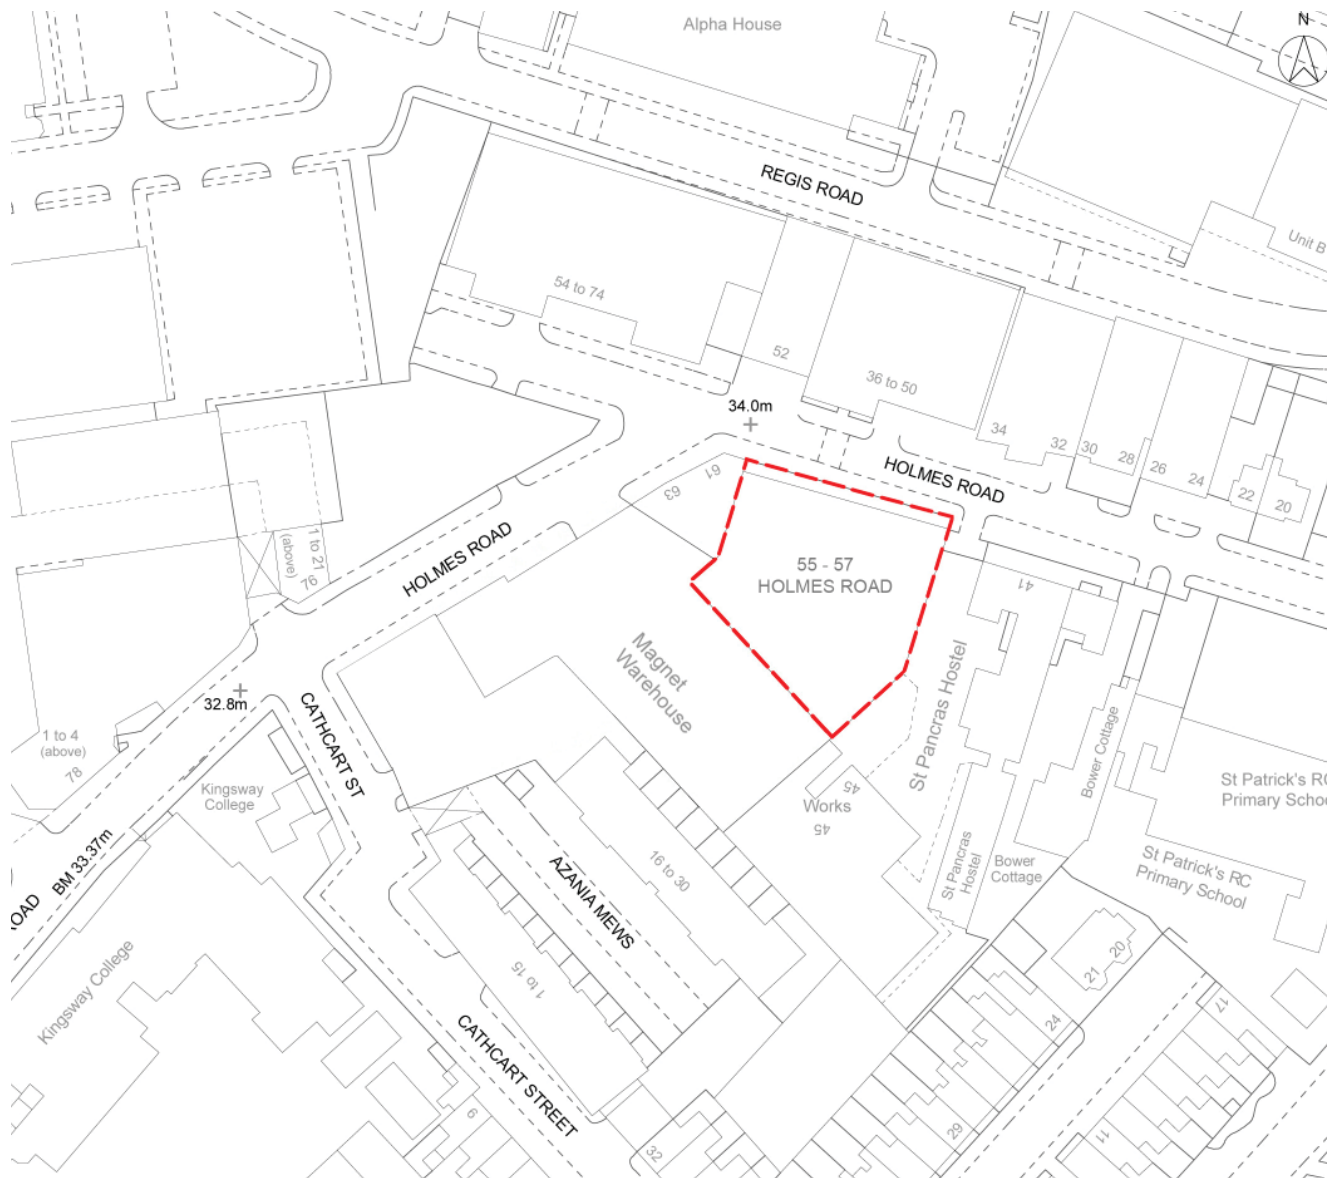 Alpha House
N
REGIS ROAD
Unit B
54 to 74
52
36 to 50
34.0m
34
32
30
28
26
24
22
20
HOLMES ROAD
61
63
55 - 57
HOLMES ROAD
HOLMES ROAD
1 to 21
(above)
76
41
Magnet
Warehouse
St Pancras Hostel
32.8m
CATHCART ST
1 to 4
(above)
78
Kingsway
College
Bower Cottage
St Patrick's RC
Primary Schoo
45
Works
45
BM 33.37m
OAD
16 to 30
AZANIA MEWS
St Pancras
Hostel
Bower
Cottage
St Patrick's RC
Primary School
Kingsway College
1 to 15
20
21
24
17
CATHCART STREET
9
32
29
11